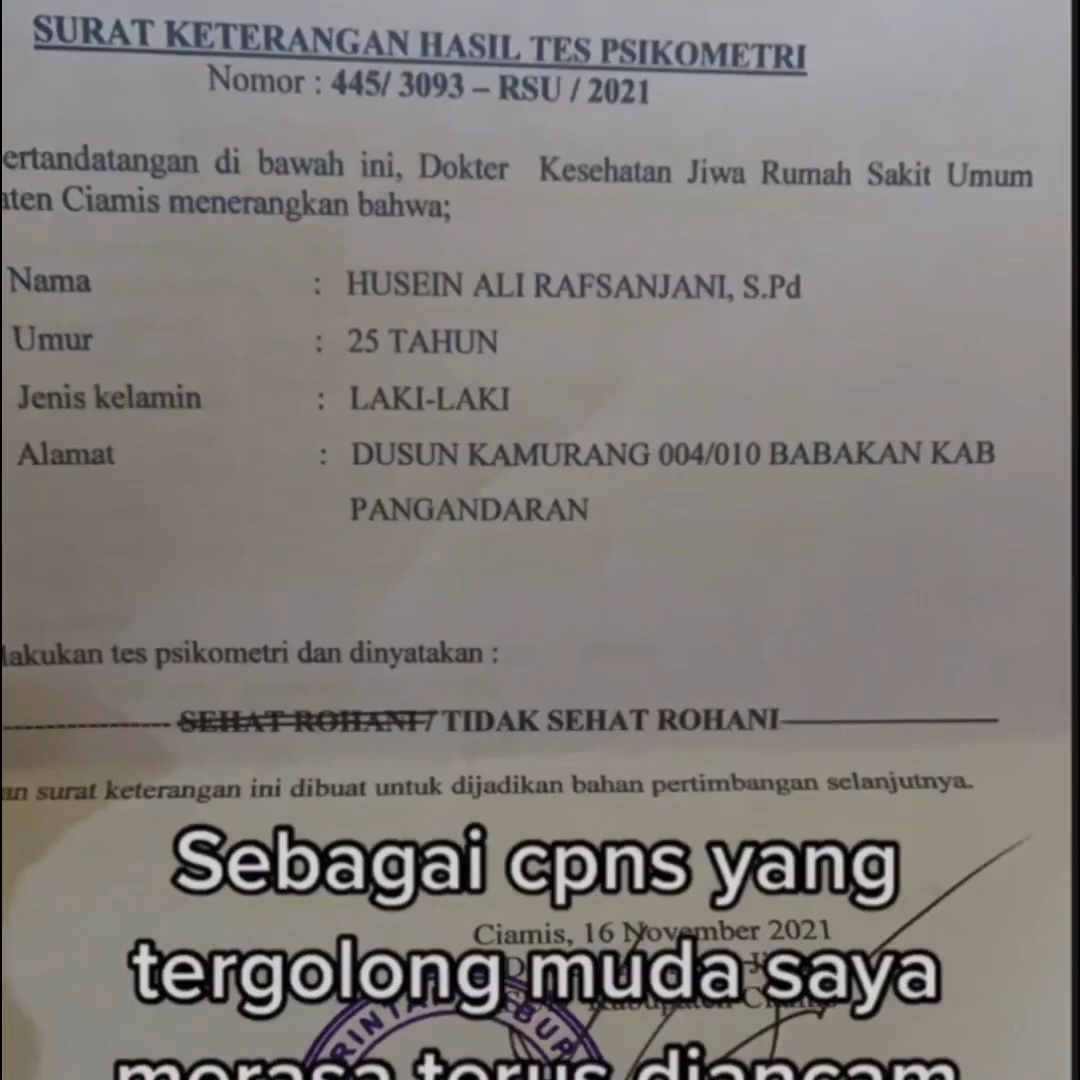 SURAT KETERANGAN HASIL TES PSIKOMETRI
Nomor : 445/ 3093 – RSU / 2021
ertandatangan di bawah ini, Dokter Kesehatan Jiwa Rumah Sakit Umum
aten Ciamis menerangkan bahwa;
Nama : HUSEIN ALI RAFSANJANI, S.Pd
Umur : 25 TAHUN
Jenis kelamin : LAKI-LAKI
Alamat : DUSUN KAMURANG 004/010 BABAKAN KAB
PANGANDARAN
lakukan tes psikometri dan dinyatakan :
SEHAT ROHANI / TIDAK SEHAT ROHANI
an surat keterangan ini dibuat untuk dijadikan bahan pertimbangan selanjutnya.
Sebagai cpns yang
Ciamis, 16 November 2021
tergolong muda saya
merasa terus diancam